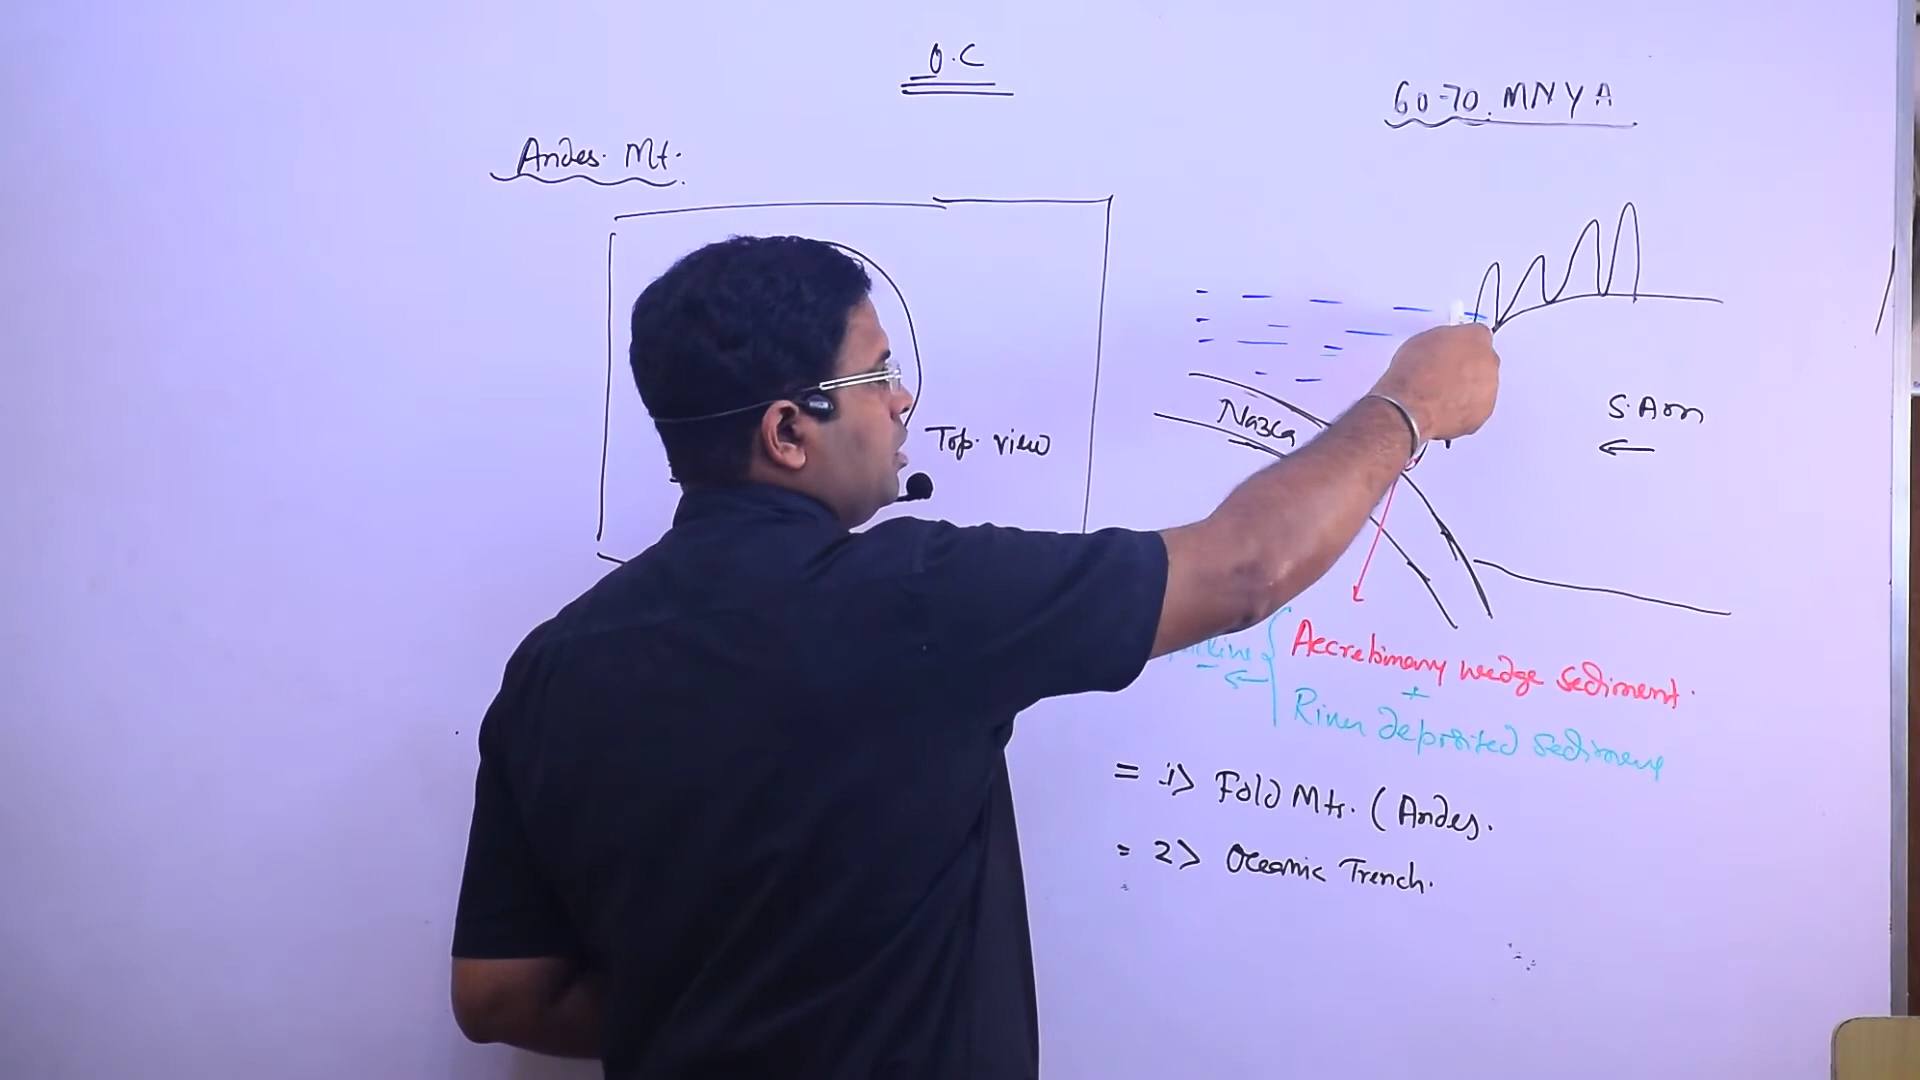 O.C
60-70. MNYA
Andes. Mt.
Top. view
Nazca
S. Am
Accretionary wedge sediment.
+
River deposited sediment
= 1> Fold Mts. (Andes.
= 2> Oceanic Trench.